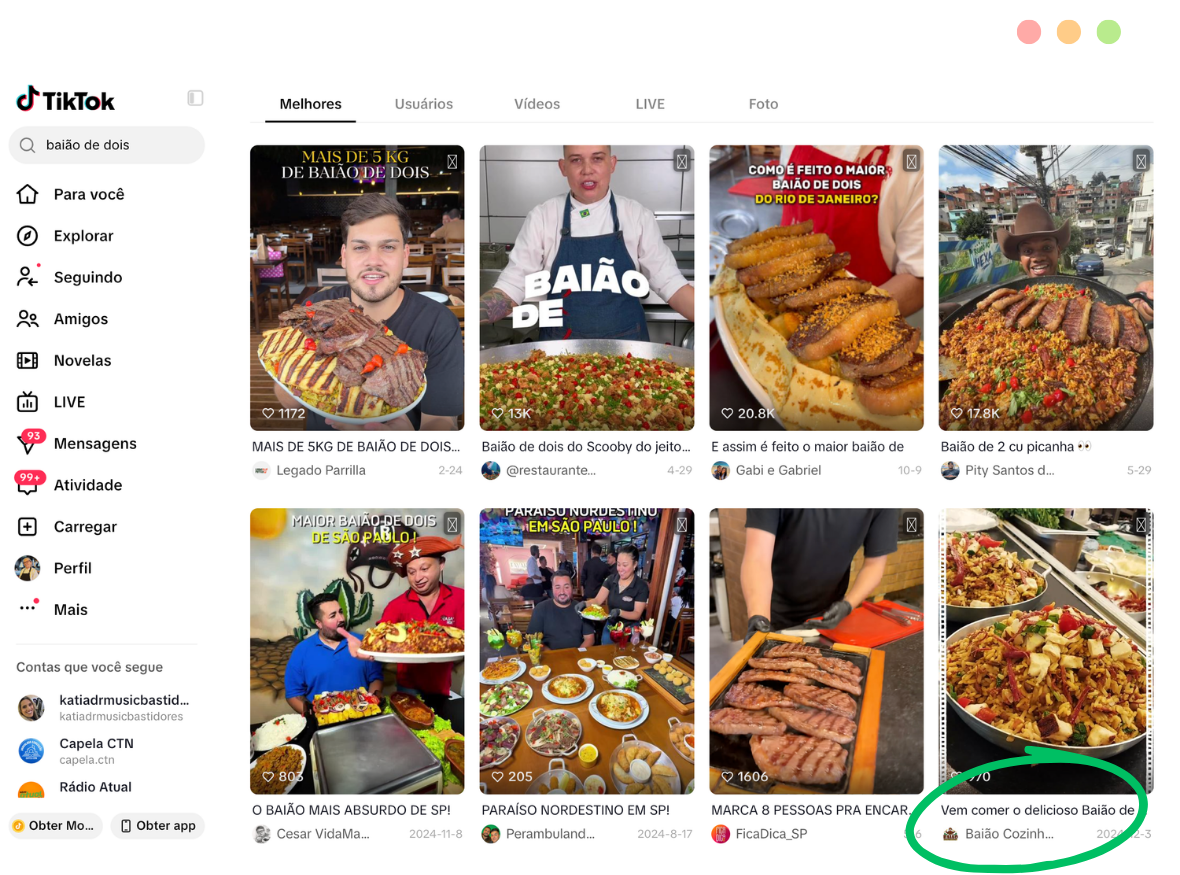 TikTok
baião de dois
Para você
Explorar
Seguindo
Amigos
Novelas
LIVE
93
Mensagens
99+
Atividade
Carregar
Perfil
Mais
Contas que você segue
katiadrmusicbastid...
katiadrmusicbastidores
Capela CTN
capela.ctn
Rádio Atual
Obter Mo...
Obter app
Melhores
Usuários
Vídeos
LIVE
Foto
MAIS DE 5 KG
DE BAIÃO DE DOIS
1172
MAIS DE 5KG DE BAIÃO DE DOIS...
Legado Parrilla
2-24
BAIÃO
DE
13K
Baião de dois do Scooby do jeito...
@restaurante...
4-29
COMO É FEITO O MAIOR
BAIÃO DE DOIS
DO RIO DE JANEIRO?
20.8K
E assim é feito o maior baião de
Gabi e Gabriel
10-9
17.8K
Baião de 2 cu picanha 👀
Pity Santos d...
5-29
MAIOR BAIÃO DE DOIS
DE SÃO PAULO !
803
O BAIÃO MAIS ABSURDO DE SP!
Cesar VidaMa...
2024-11-8
PARAÍSO NORDESTINO
EM SÃO PAULO !
205
PARAÍSO NORDESTINO EM SP!
Perambuland...
2024-8-17
1606
MARCA 8 PESSOAS PRA ENCAR...
FicaDica_SP
970
Vem comer o delicioso Baião de
Baião Cozinh...